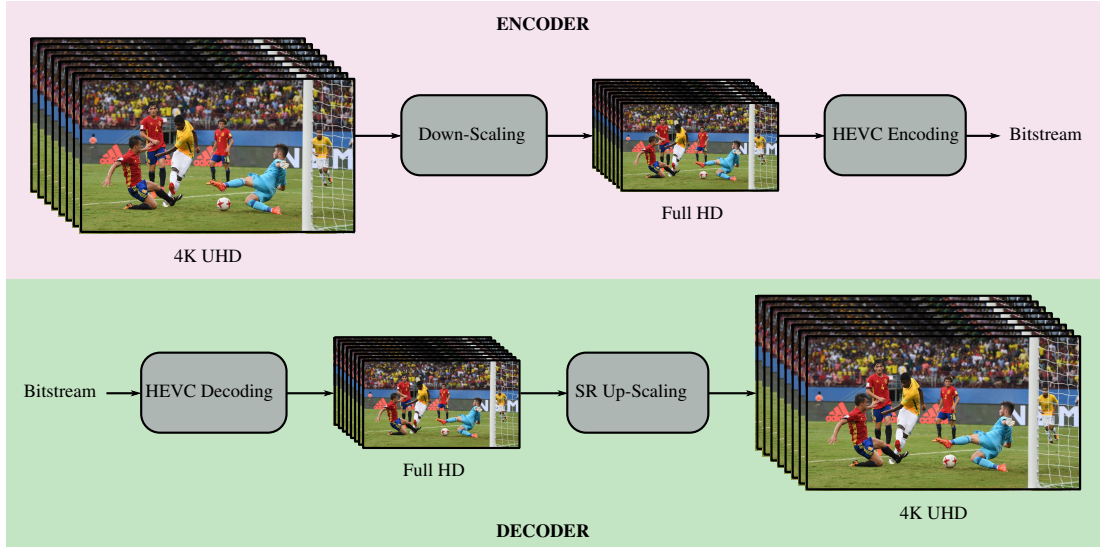 ENCODER
Down-Scaling
HEVC Encoding
Bitstream
Full HD
4K UHD
Bitstream
HEVC Decoding
SR Up-Scaling
Full HD
4K UHD
DECODER